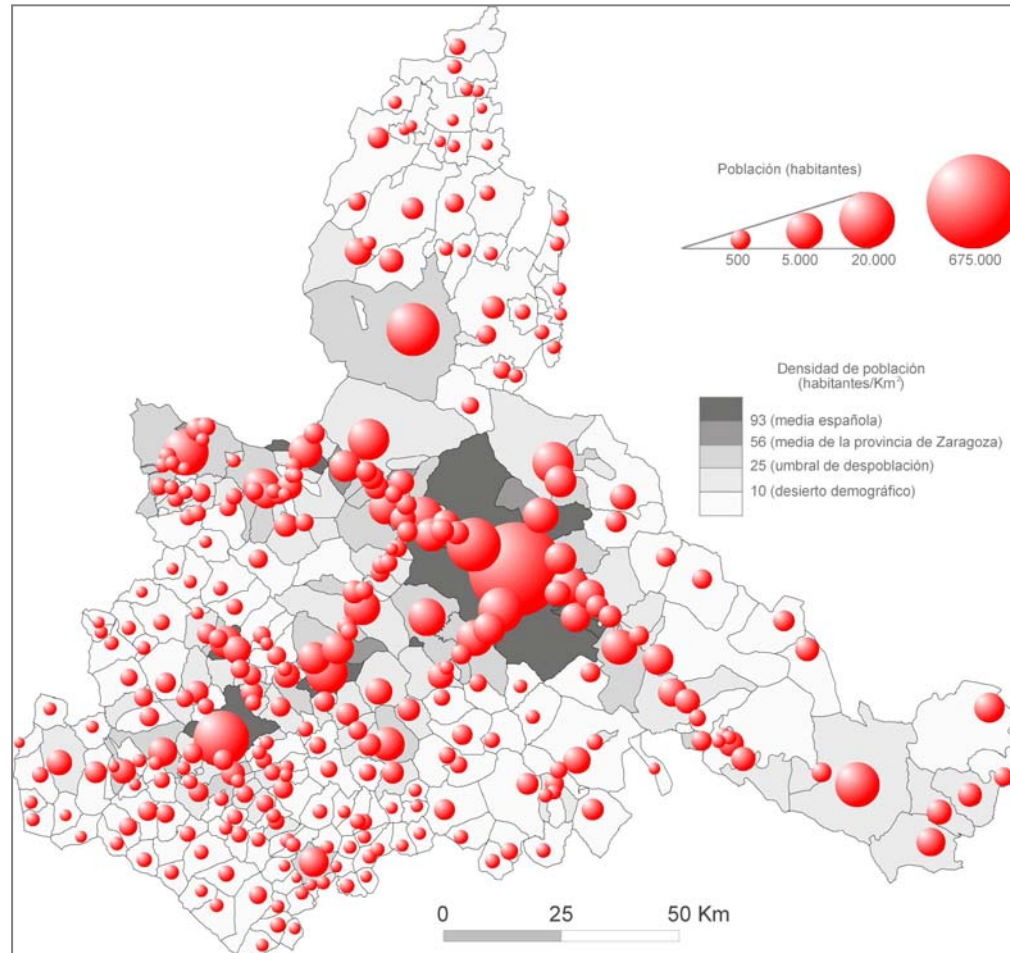 Población (habitantes)
500 5.000 20.000 675.000
Densidad de población
(habitantes/Km²)
93 (media española)
56 (media de la provincia de Zaragoza)
25 (umbral de despoblación)
10 (desierto demográfico)
0 25 50 Km